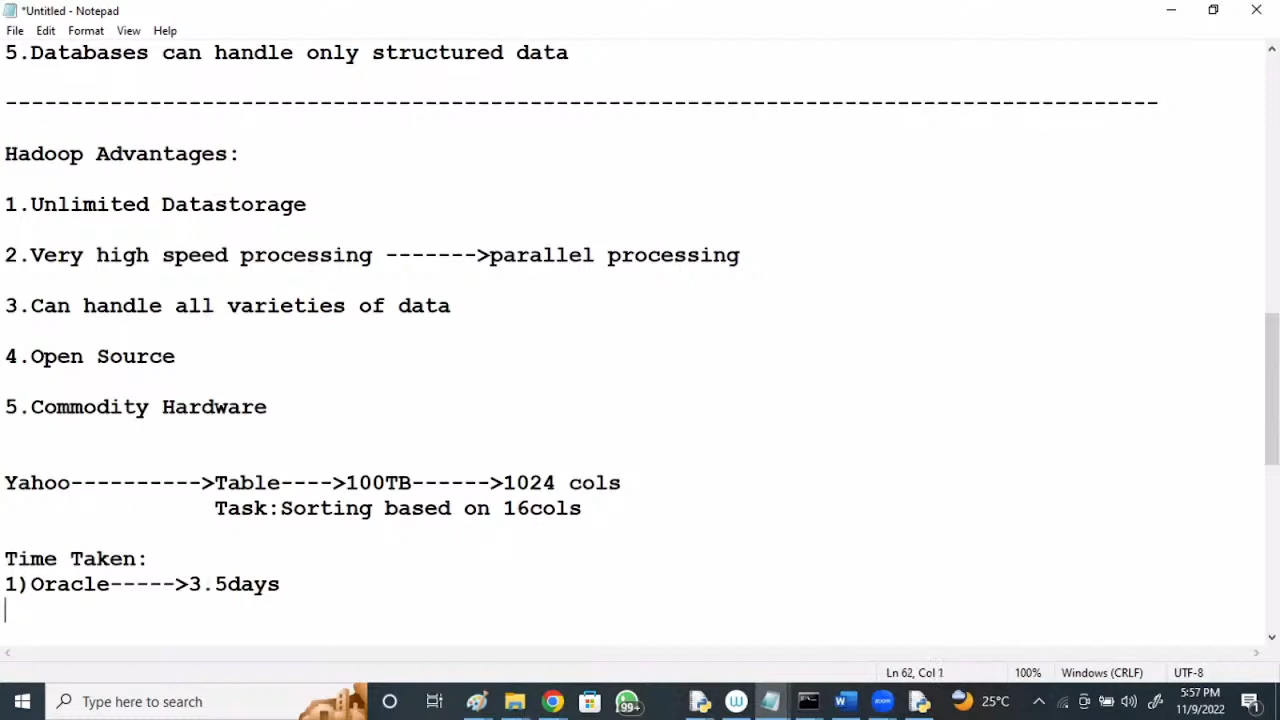 *Untitled - Notepad
File Edit Format View Help
5.Databases can handle only structured data
----------------------------------------------------------------------------------------
Hadoop Advantages:
1.Unlimited Datastorage
2.Very high speed processing ------->parallel processing
3.Can handle all varieties of data
4.Open Source
5.Commodity Hardware
Yahoo---------->Table---->100TB------>1024 cols
Task:Sorting based on 16cols
Time Taken:
1)Oracle----->3.5days
Ln 62, Col 1 100% Windows (CRLF) UTF-8
Type here to search 99+ zoom 25°C 5:57 PM
11/9/2022 1